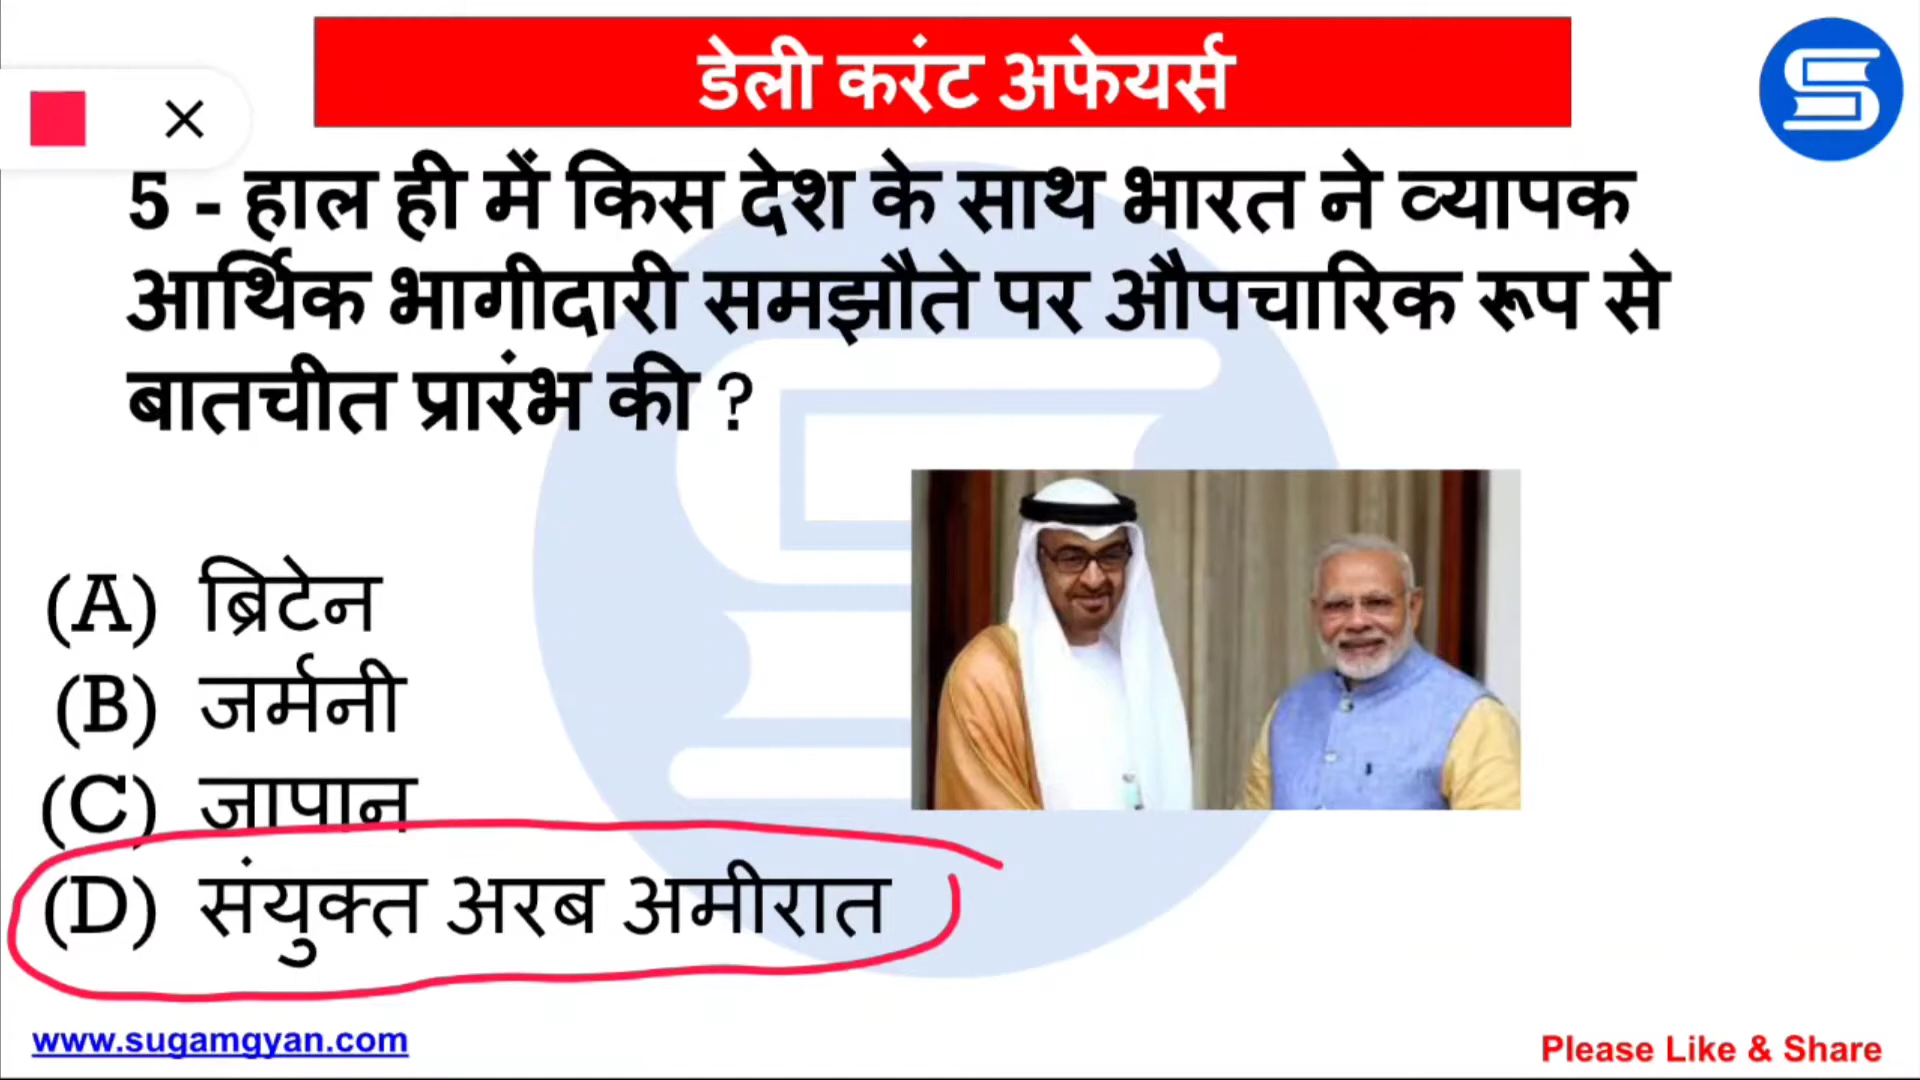 डेली करंट अफेयर्स
5 - हाल ही में किस देश के साथ भारत ने व्यापक
आर्थिक भागीदारी समझौते पर औपचारिक रूप से
बातचीत प्रारंभ की ?
(A) ब्रिटेन
(B) जर्मनी
(C) जापान
(D) संयुक्त अरब अमीरात
www.sugamgyan.com
Please Like & Share